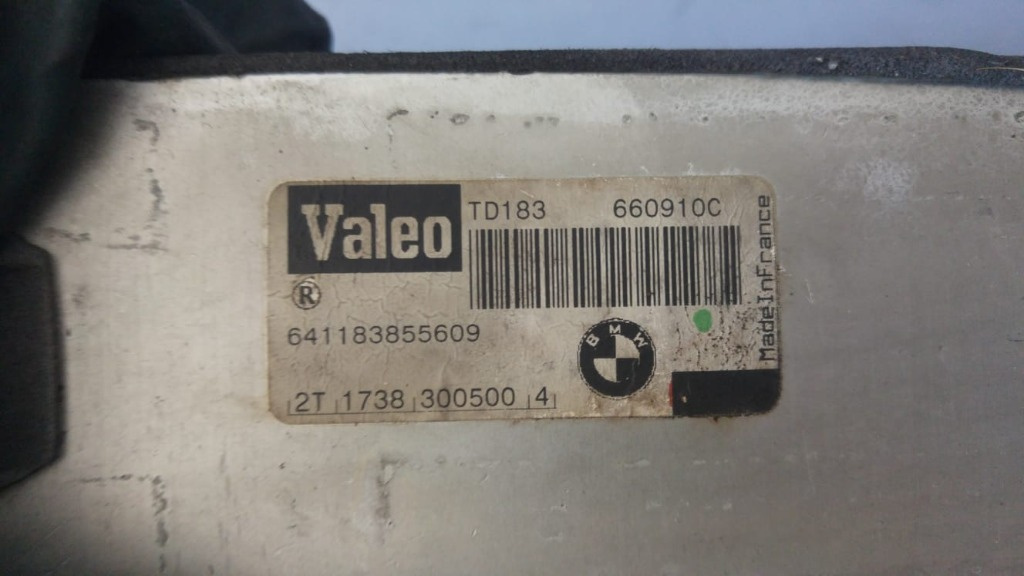 Valeo
TD183 660910C
®
641183855609
BMW
MadeInFrance
2T 1738 300500 4